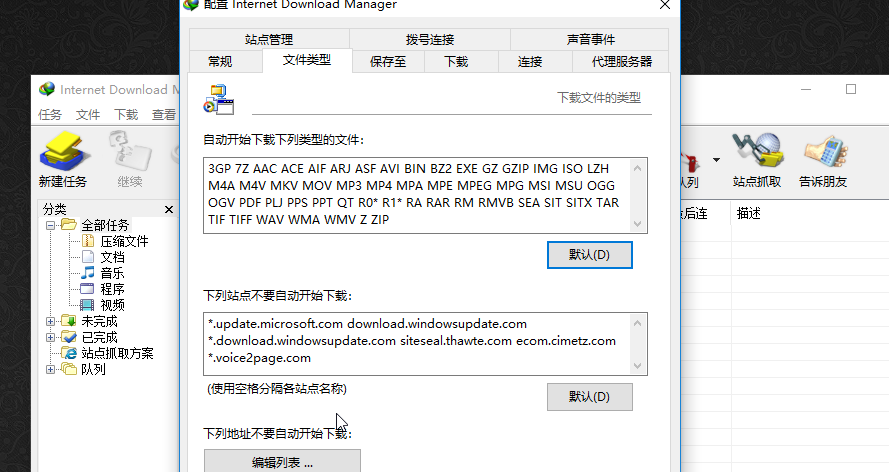 配置 Internet Download Manager
站点管理 拨号连接 声音事件
常规 文件类型 保存至 下载 连接 代理服务器
下载文件的类型
自动开始下载下列类型的文件:
3GP 7Z AAC ACE AIF ARJ ASF AVI BIN BZ2 EXE GZ GZIP IMG ISO LZH
M4A M4V MKV MOV MP3 MP4 MPA MPE MPEG MPG MSI MSU OGG
OGV PDF PLJ PPS PPT QT R0* R1* RA RAR RM RMVB SEA SIT SITX TAR
TIF TIFF WAV WMA WMV Z ZIP
默认(D)
下列站点不要自动开始下载:
*.update.microsoft.com download.windowsupdate.com
*.download.windowsupdate.com siteseal.thawte.com ecom.cimetz.com
*.voice2page.com
(使用空格分隔各站点名称)
默认(D)
下列地址不要自动开始下载:
编辑列表 ...
Internet Download M
任务 文件 下载 查看
新建任务 继续
队列 站点抓取 告诉朋友
分类
全部任务
压缩文件
文档
音乐
程序
视频
未完成
已完成
站点抓取方案
队列
后连 描述